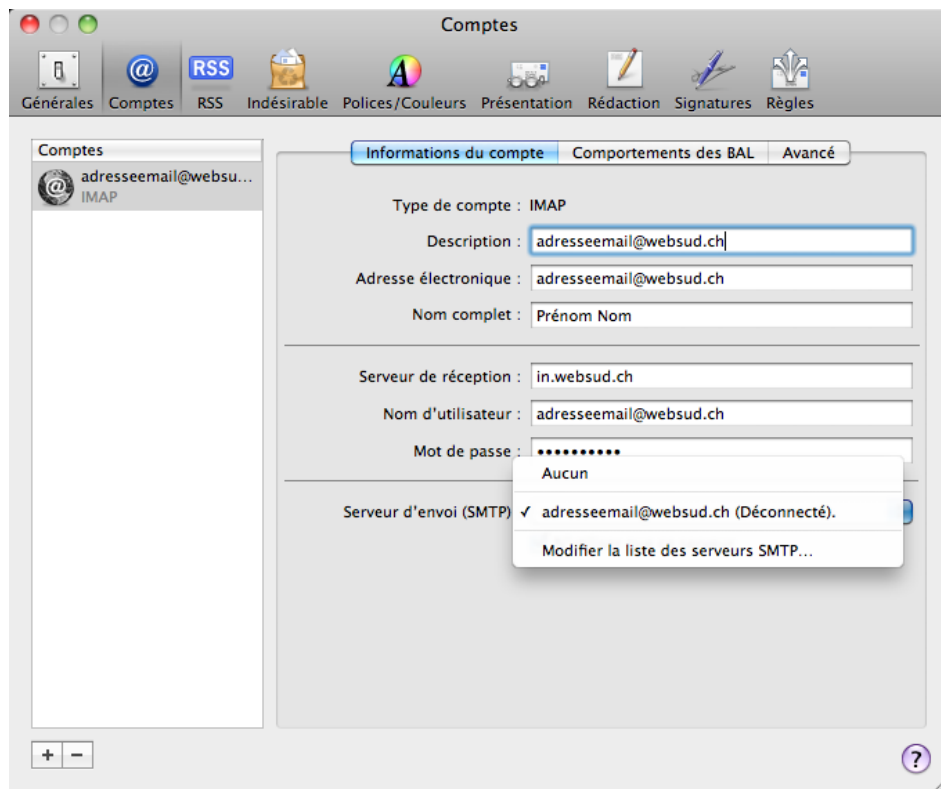 Comptes
RSS
Générales Comptes RSS Indésirable Polices/Couleurs Présentation Rédaction Signatures Règles
Comptes
adresseemail@websu...
IMAP
Informations du compte Comportements des BAL Avancé
Type de compte : IMAP
Description : adresseemail@websud.ch
Adresse électronique : adresseemail@websud.ch
Nom complet : Prénom Nom
Serveur de réception : in.websud.ch
Nom d'utilisateur : adresseemail@websud.ch
Mot de passe : ••••••••••
Aucun
Serveur d'envoi (SMTP) ✓ adresseemail@websud.ch (Déconnecté).
Modifier la liste des serveurs SMTP...
+ − ?